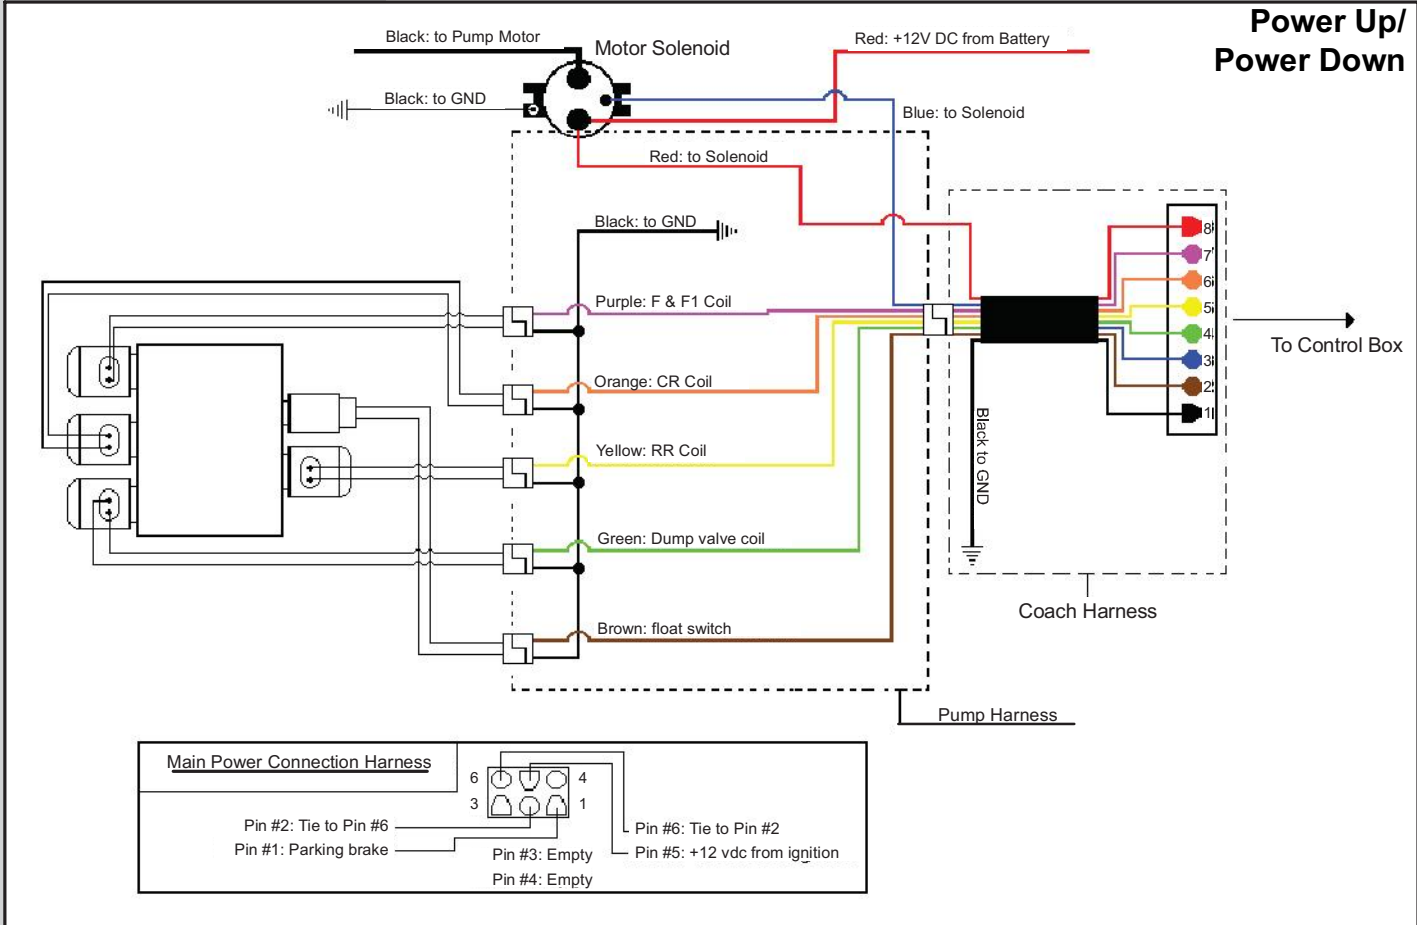 Power Up/
Power Down
Black: to Pump Motor
Motor Solenoid
Red: +12V DC from Battery
Black: to GND
Blue: to Solenoid
Red: to Solenoid
Black: to GND
8
7
6
5
4
3
2
1
To Control Box
Purple: F & F1 Coil
Orange: CR Coil
Yellow: RR Coil
Black to GND
Green: Dump valve coil
Coach Harness
Brown: float switch
Pump Harness
Main Power Connection Harness
6
4
3
1
Pin #2: Tie to Pin #6
Pin #1: Parking brake
Pin #6: Tie to Pin #2
Pin #5: +12 vdc from ignition
Pin #3: Empty
Pin #4: Empty